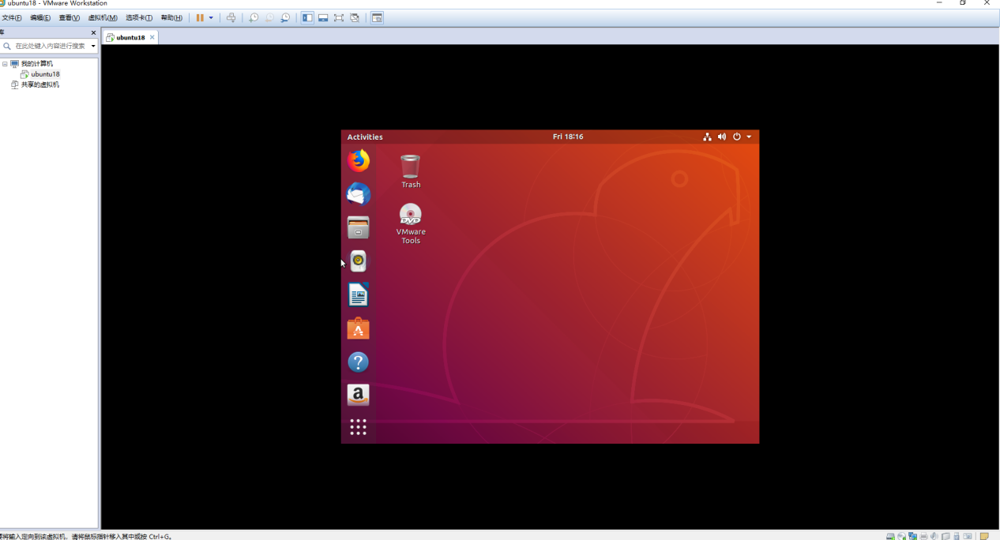 ubuntu18 - VMware Workstation
文件(F) 编辑(E) 查看(V) 虚拟机(M) 选项卡(T) 帮助(H)
库
ubuntu18
在此处键入内容进行搜索
我的计算机
ubuntu18
共享的虚拟机
Activities Fri 18:16
Trash
DVD
VMware
Tools
要将输入定向到该虚拟机，请将鼠标指针移入其中或按 Ctrl+G。